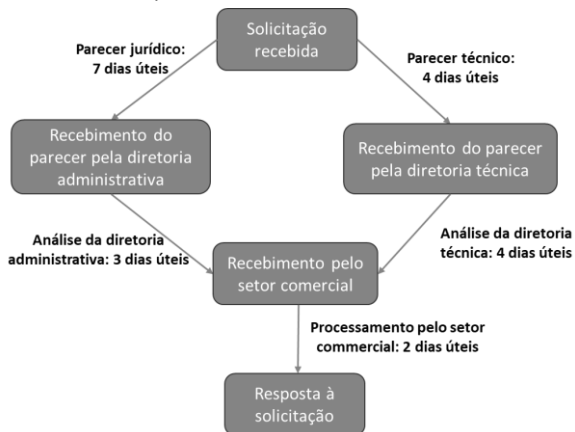 Solicitação
recebida
Parecer jurídico:
7 dias úteis
Parecer técnico:
4 dias úteis
Recebimento do
parecer pela diretoria
administrativa
Recebimento do parecer
pela diretoria técnica
Análise da diretoria
administrativa: 3 dias úteis
Análise da diretoria
técnica: 4 dias úteis
Recebimento pelo
setor comercial
Processamento pelo setor
commercial: 2 dias úteis
Resposta à
solicitação